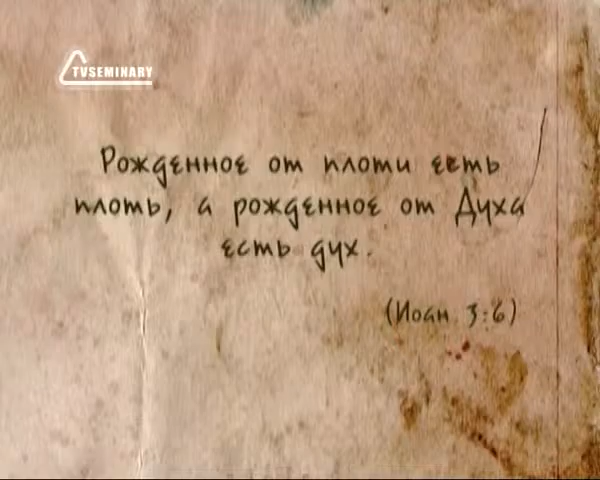 TVSEMINARY
Рожденное от плоти есть
плоть, а рожденное от Духа
есть дух.
(Иоан. 3:6)